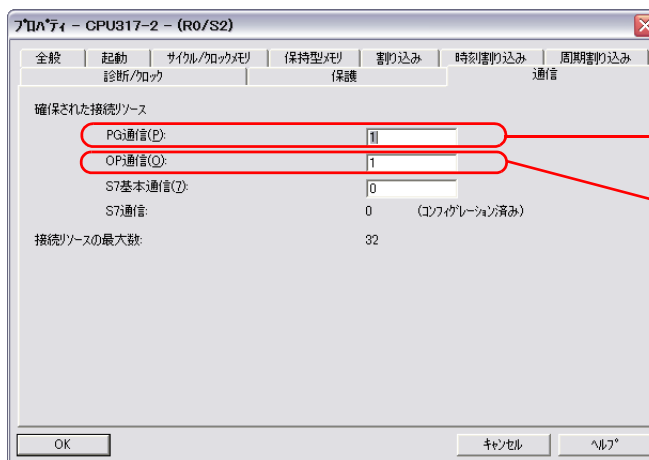 プロパティ - CPU317-2 - (R0/S2)
全般 起動 サイクル/クロックメモリ 保持型メモリ 割り込み 時刻割り込み 周期割り込み
診断/クロック 保護 通信
確保された接続リソース
PG通信(P): 1
OP通信(O): 1
S7基本通信(7): 0
S7通信: 0 (コンフィグレーション済み)
接続リソースの最大数: 32
OK キャンセル ヘルプ